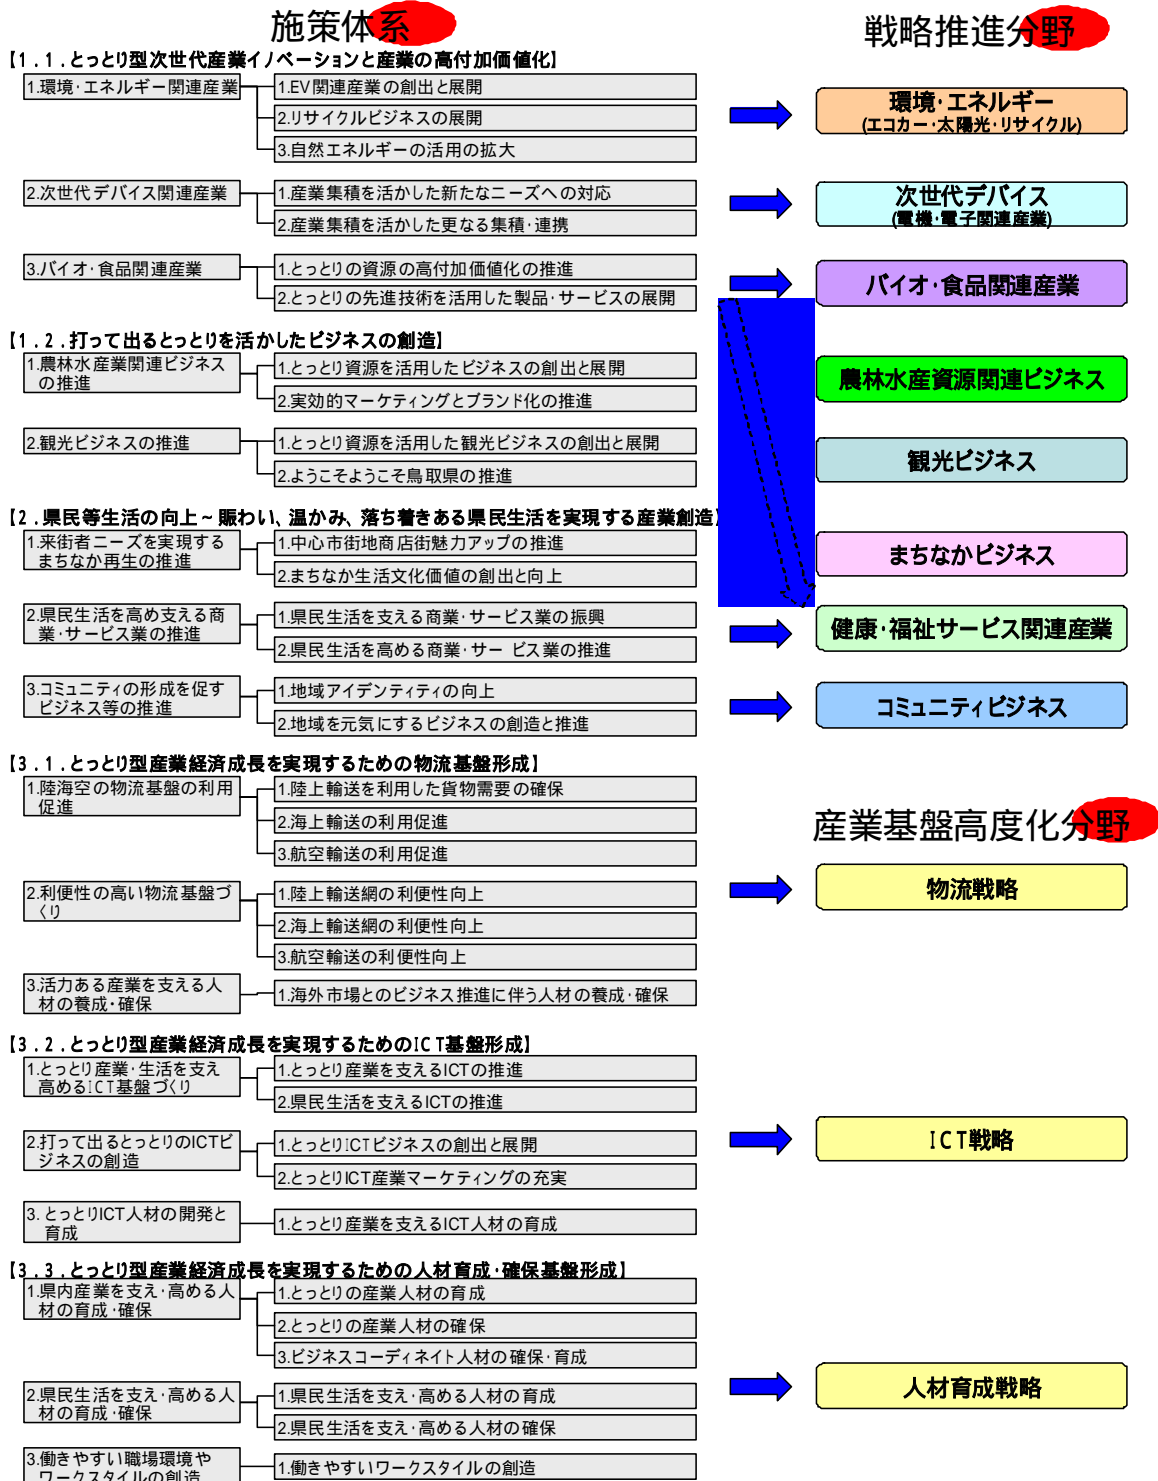 施策体系
戦略推進分野
【１．１．とっとり型次世代産業イノベーションと産業の高付加価値化】
1.環境・エネルギー関連産業
1.EV関連産業の創出と展開
2.リサイクルビジネスの展開
3.自然エネルギーの活用の拡大
環境・エネルギー
(エコカー・太陽光・リサイクル)
2.次世代デバイス関連産業
1.産業集積を活かした新たなニーズへの対応
2.産業集積を活かした更なる集積・連携
次世代デバイス
(電機・電子関連産業)
3.バイオ・食品関連産業
1.とっとりの資源の高付加価値化の推進
2.とっとりの先進技術を活用した製品・サービスの展開
バイオ・食品関連産業
【１．２．打って出るとっとりを活かしたビジネスの創造】
1.農林水産業関連ビジネス
の推進
1.とっとり資源を活用したビジネスの創出と展開
2.実効的マーケティングとブランド化の推進
農林水産資源関連ビジネス
2.観光ビジネスの推進
1.とっとり資源を活用した観光ビジネスの創出と展開
2.ようこそようこそ鳥取県の推進
観光ビジネス
【２．県民等生活の向上～賑わい、温かみ、落ち着きある県民生活を実現する産業創造】
1.来街者ニーズを実現する
まちなか再生の推進
1.中心市街地商店街魅力アップの推進
2.まちなか生活文化価値の創出と向上
まちなかビジネス
2.県民生活を高め支える商
業・サービス業の推進
1.県民生活を支える商業・サービス業の振興
2.県民生活を高める商業・サービス業の推進
健康・福祉サービス関連産業
3.コミュニティの形成を促す
ビジネス等の推進
1.地域アイデンティティの向上
2.地域を元気にするビジネスの創造と推進
コミュニティビジネス
【３．１．とっとり型産業経済成長を実現するための物流基盤形成】
1.陸海空の物流基盤の利用
促進
1.陸上輸送を利用した貨物需要の確保
2.海上輸送の利用促進
3.航空輸送の利用促進
産業基盤高度化分野
2.利便性の高い物流基盤づ
くり
1.陸上輸送網の利便性向上
2.海上輸送網の利便性向上
3.航空輸送の利便性向上
物流戦略
3.活力ある産業を支える人
材の養成・確保
1.海外市場とのビジネス推進に伴う人材の養成・確保
【３．２．とっとり型産業経済成長を実現するためのICT基盤形成】
1.とっとり産業・生活を支え
高めるICT基盤づくり
1.とっとり産業を支えるICTの推進
2.県民生活を支えるICTの推進
2.打って出るとっとりのICTビ
ジネスの創造
1.とっとりICTビジネスの創出と展開
2.とっとりICT産業マーケティングの充実
ICT戦略
3.とっとりICT人材の開発と
育成
1.とっとり産業を支えるICT人材の育成
【３．３．とっとり型産業経済成長を実現するための人材育成・確保基盤形成】
1.県内産業を支え・高める人
材の育成・確保
1.とっとりの産業人材の育成
2.とっとりの産業人材の確保
3.ビジネスコーディネイト人材の確保・育成
2.県民生活を支え・高める人
材の育成・確保
1.県民生活を支え・高める人材の育成
2.県民生活を支え・高める人材の確保
人材育成戦略
3.働きやすい職場環境や
ワークスタイルの創造
1.働きやすいワークスタイルの創造